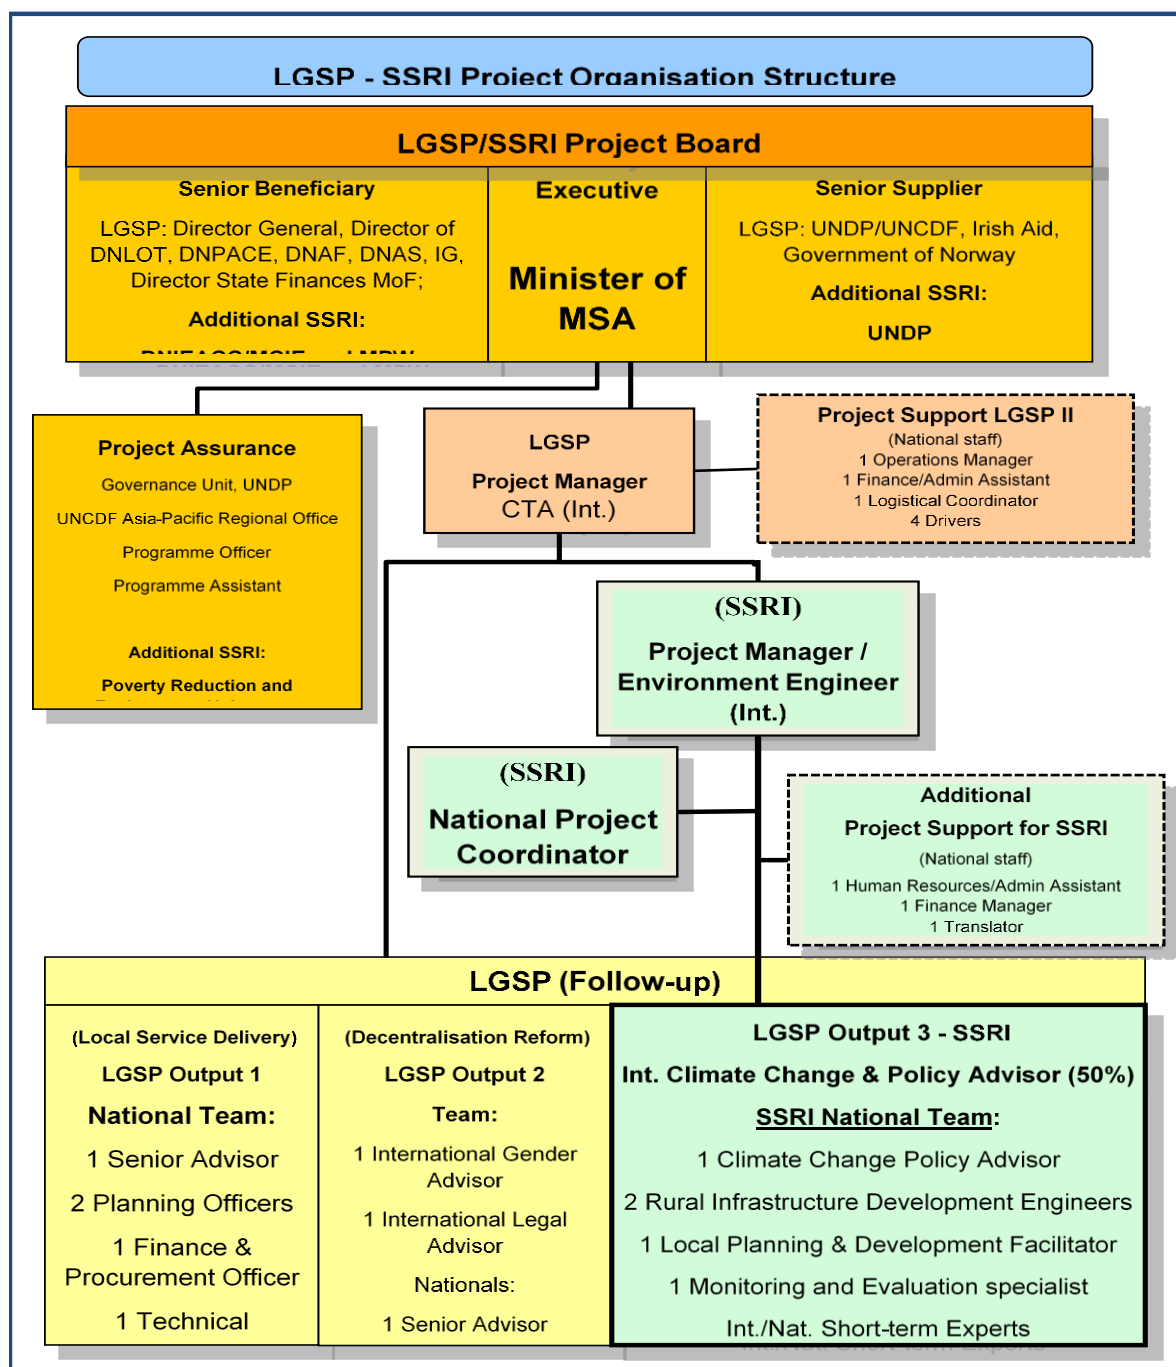 LGSP - SSRI Project Organisation Structure
LGSP/SSRI Project Board
Senior Beneficiary
LGSP: Director General, Director of
DNLOT, DNPACE, DNAF, DNAS, IG,
Director State Finances MoF;
Additional SSRI:
Executive
Minister of
MSA
Senior Supplier
LGSP: UNDP/UNCDF, Irish Aid,
Government of Norway
Additional SSRI:
UNDP
Project Assurance
Governance Unit, UNDP
UNCDF Asia-Pacific Regional Office
Programme Officer
Programme Assistant
Additional SSRI:
Poverty Reduction and
LGSP
Project Manager
CTA (Int.)
Project Support LGSP II
(National staff)
1 Operations Manager
1 Finance/Admin Assistant
1 Logistical Coordinator
4 Drivers
(SSRI)
Project Manager /
Environment Engineer
(Int.)
(SSRI)
National Project
Coordinator
Additional
Project Support for SSRI
(National staff)
1 Human Resources/Admin Assistant
1 Finance Manager
1 Translator
LGSP (Follow-up)
(Local Service Delivery)
LGSP Output 1
National Team:
1 Senior Advisor
2 Planning Officers
1 Finance &
Procurement Officer
1 Technical
(Decentralisation Reform)
LGSP Output 2
Team:
1 International Gender
Advisor
1 International Legal
Advisor
Nationals:
1 Senior Advisor
LGSP Output 3 - SSRI
Int. Climate Change & Policy Advisor (50%)
SSRI National Team:
1 Climate Change Policy Advisor
2 Rural Infrastructure Development Engineers
1 Local Planning & Development Facilitator
1 Monitoring and Evaluation specialist
Int./Nat. Short-term Experts